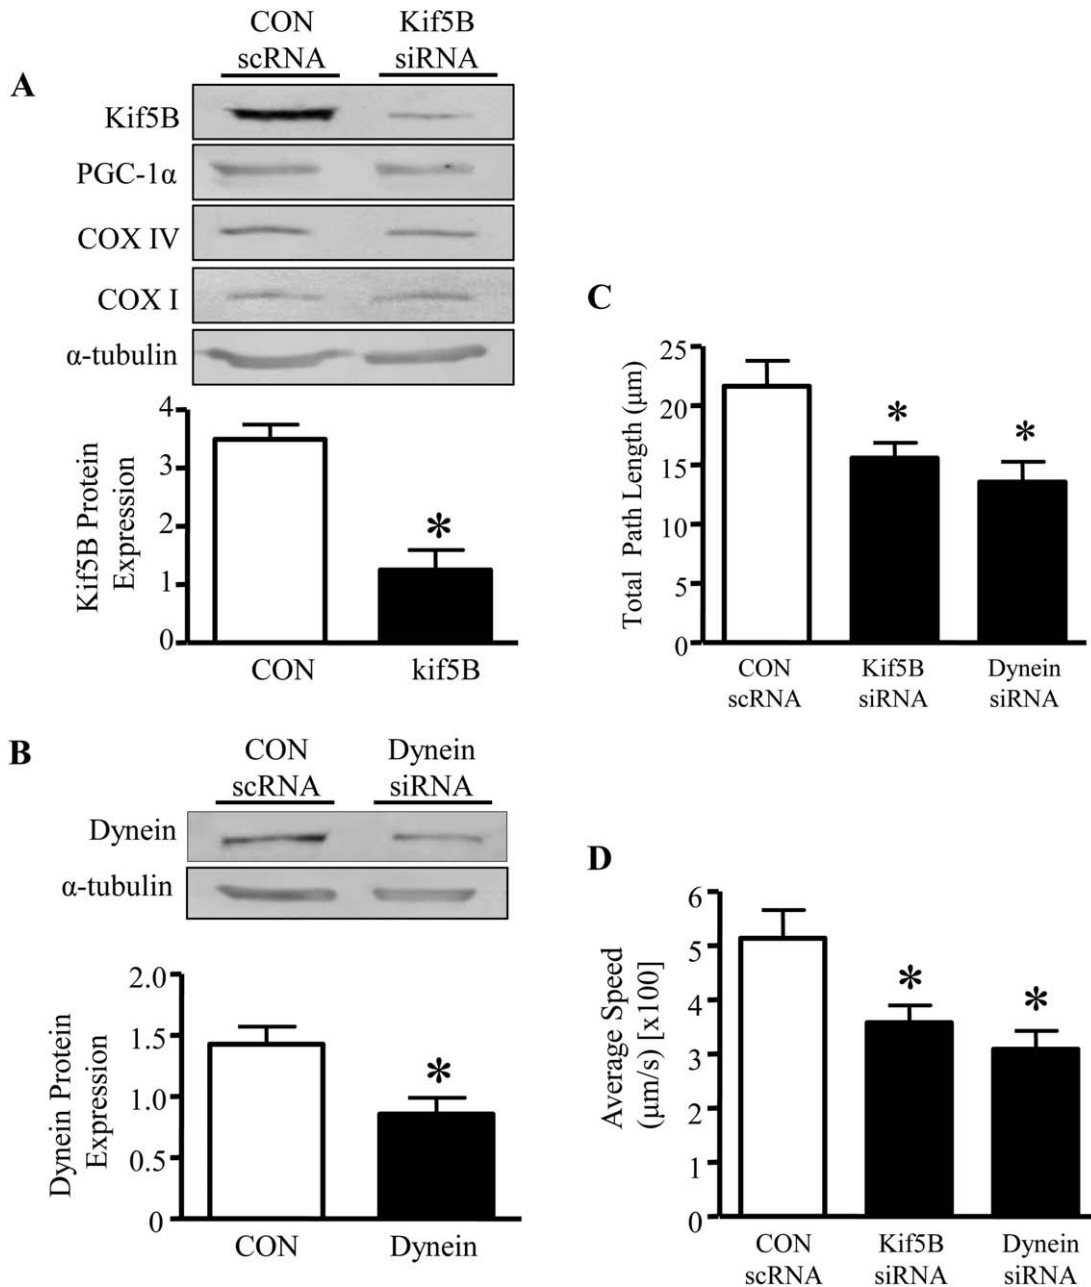 A
CON
scRNA
Kif5B
siRNA
Kif5B
PGC-1α
COX IV
COX I
α-tubulin
Kif5B Protein
Expression
4
3
2
1
0
*
CON
kif5B
B
CON
scRNA
Dynein
siRNA
Dynein
α-tubulin
Dynein Protein
Expression
2.0
1.5
1.0
0.5
0
*
CON
Dynein
C
Total Path Length (μm)
25
20
15
10
5
0
*
*
CON
scRNA
Kif5B
siRNA
Dynein
siRNA
D
Average Speed
(μm/s) [x100]
6
5
4
3
2
1
0
*
*
CON
scRNA
Kif5B
siRNA
Dynein
siRNA